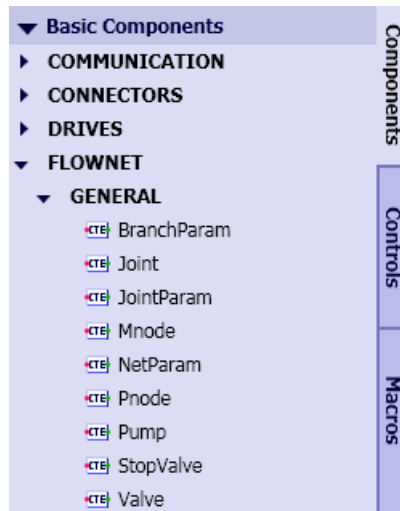 Basic Components
COMMUNICATION
CONNECTORS
DRIVES
FLOWNET
GENERAL
CTE BranchParam
CTE Joint
CTE JointParam
CTE Mnode
CTE NetParam
CTE Pnode
CTE Pump
CTE StopValve
CTE Valve
Components
Controls
Macros